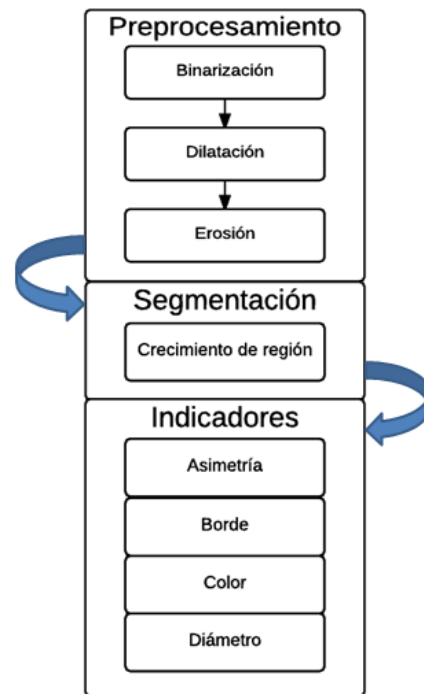 Preprocesamiento
Binarización
Dilatación
Erosión
Segmentación
Crecimiento de región
Indicadores
Asimetría
Borde
Color
Diámetro